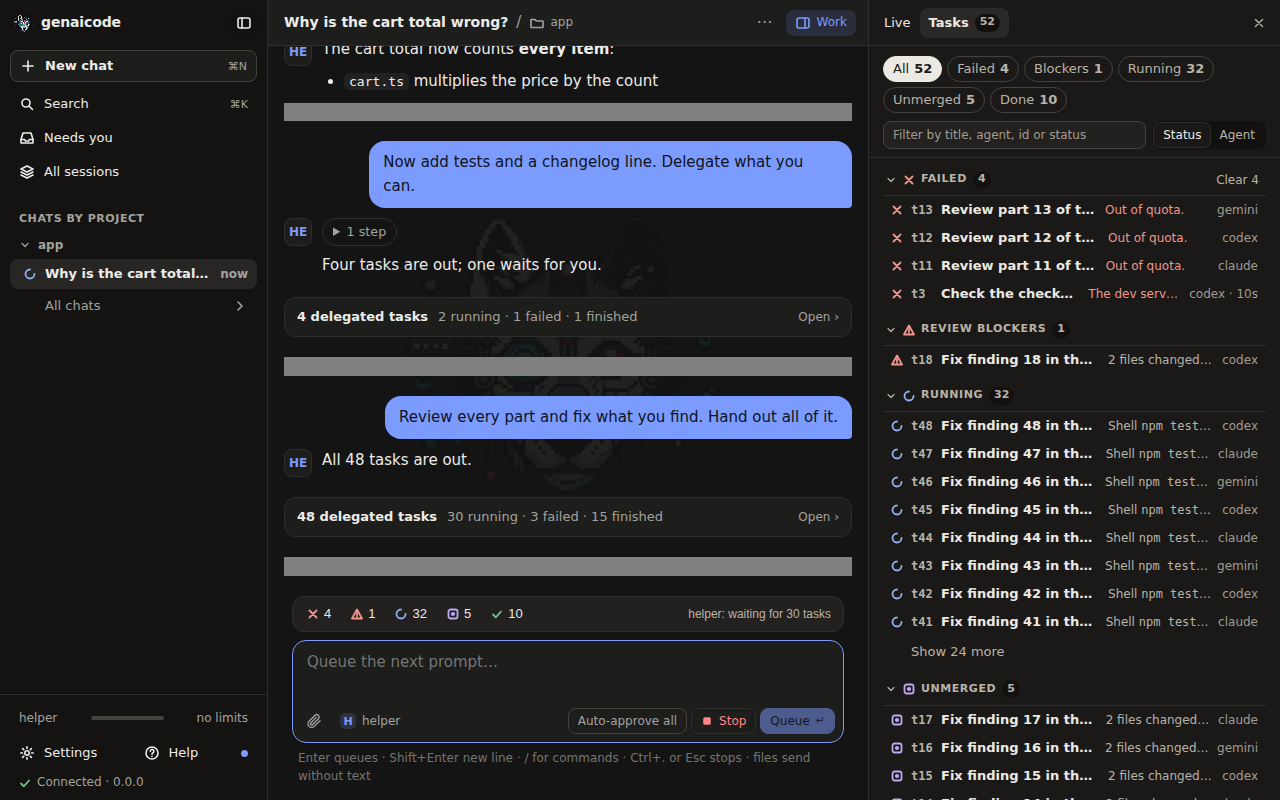 genaicode
New chat ⌘N
Search ⌘K
Needs you
All sessions
CHATS BY PROJECT
app
Why is the cart total… now
All chats
helper no limits
Settings Help
Connected · 0.0.0
Why is the cart total wrong? / app ··· Work
HE The cart total now counts every item:
• cart.ts multiplies the price by the count
Now add tests and a changelog line. Delegate what you
can.
HE 1 step
Four tasks are out; one waits for you.
4 delegated tasks 2 running · 1 failed · 1 finished Open ›
Review every part and fix what you find. Hand out all of it.
HE All 48 tasks are out.
48 delegated tasks 30 running · 3 failed · 15 finished Open ›
4 1 32 5 10 helper: waiting for 30 tasks
Queue the next prompt…
H helper Auto-approve all Stop Queue ↵
Enter queues · Shift+Enter new line · / for commands · Ctrl+. or Esc stops · files send
without text
Live Tasks 52
All 52 Failed 4 Blockers 1 Running 32
Unmerged 5 Done 10
Filter by title, agent, id or status Status Agent
FAILED 4 Clear 4
t13 Review part 13 of t… Out of quota. gemini
t12 Review part 12 of t… Out of quota. codex
t11 Review part 11 of t… Out of quota. claude
t3 Check the check… The dev serv… codex · 10s
REVIEW BLOCKERS 1
t18 Fix finding 18 in th… 2 files changed… codex
RUNNING 32
t48 Fix finding 48 in th… Shell npm test… codex
t47 Fix finding 47 in th… Shell npm test… claude
t46 Fix finding 46 in th… Shell npm test… gemini
t45 Fix finding 45 in th… Shell npm test… codex
t44 Fix finding 44 in th… Shell npm test… claude
t43 Fix finding 43 in th… Shell npm test… gemini
t42 Fix finding 42 in th… Shell npm test… codex
t41 Fix finding 41 in th… Shell npm test… claude
Show 24 more
UNMERGED 5
t17 Fix finding 17 in th… 2 files changed… claude
t16 Fix finding 16 in th… 2 files changed… gemini
t15 Fix finding 15 in th… 2 files changed… codex